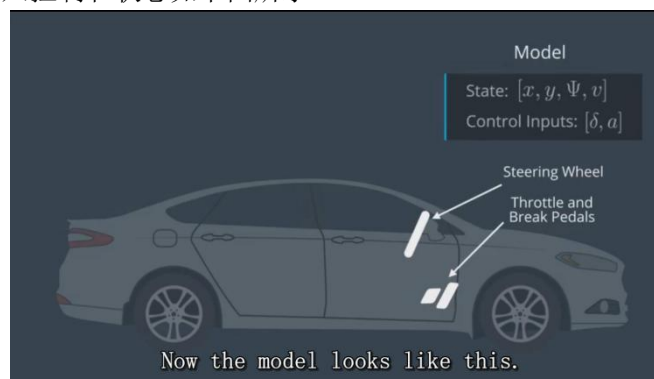 Model
State: [x, y, Ψ, v]
Control Inputs: [δ, a]
Steering Wheel
Throttle and
Break Pedals
Now the model looks like this.